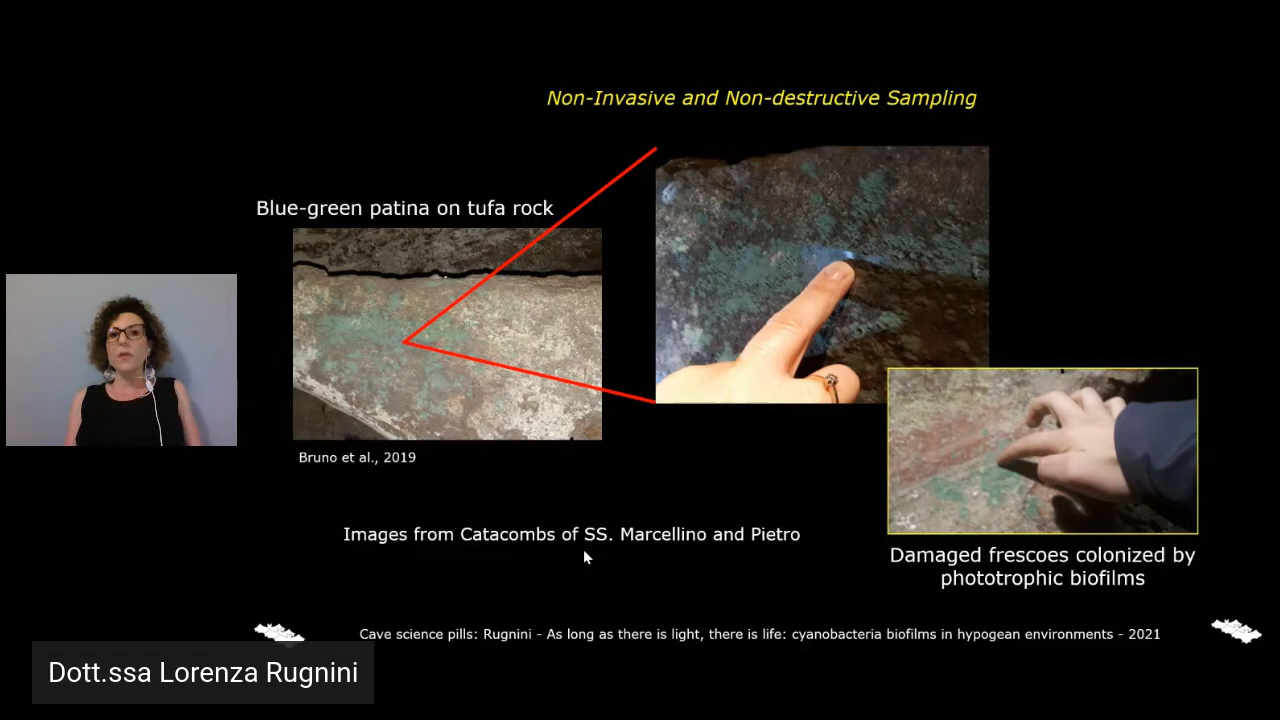 Non-Invasive and Non-destructive Sampling
Blue-green patina on tufa rock
Bruno et al., 2019
Images from Catacombs of SS. Marcellino and Pietro
Damaged frescoes colonized by
phototrophic biofilms
Cave science pills: Rugnini - As long as there is light, there is life: cyanobacteria biofilms in hypogean environments - 2021
Dott.ssa Lorenza Rugnini